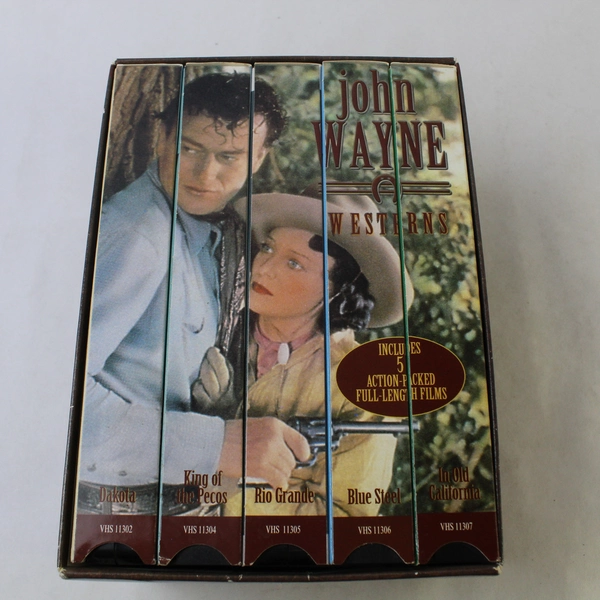 john
WAYNE
WESTERNS
INCLUDES
5
ACTION-PACKED
FULL-LENGTH FILMS
Dakota
King of
the Pecos
Rio Grande
Blue Steel
In Old
California
VHS 11302
VHS 11304
VHS 11305
VHS 11306
VHS 11307